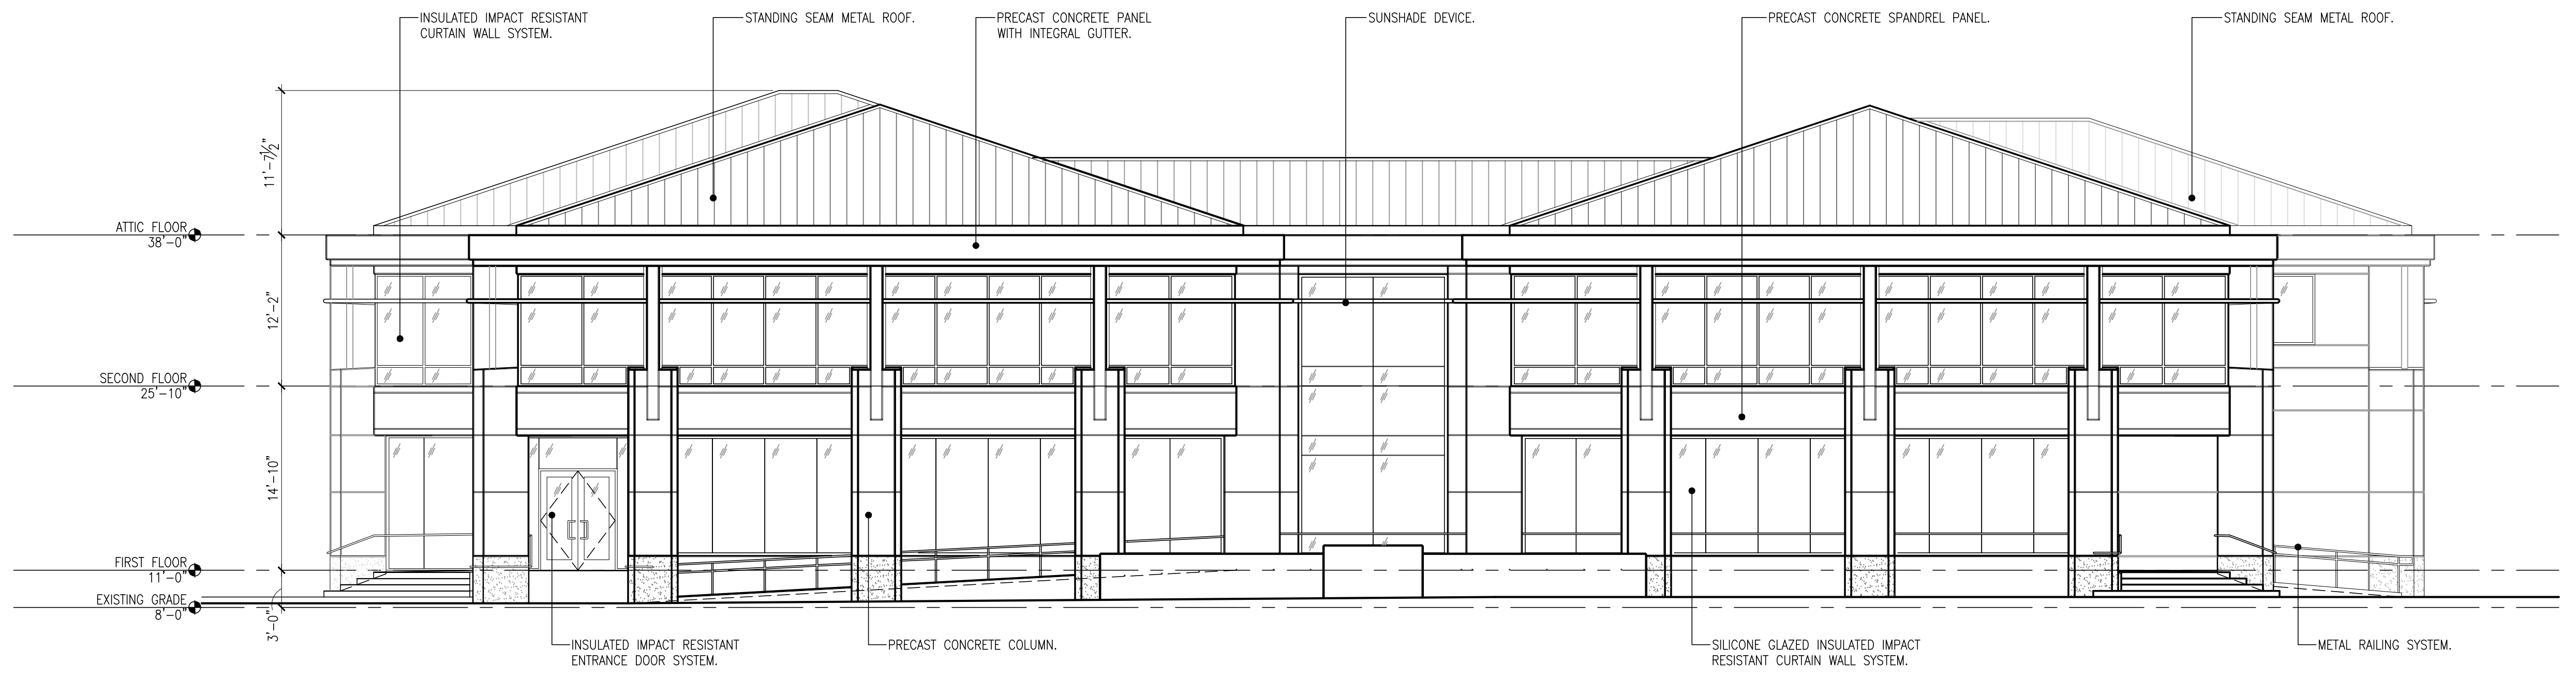 INSULATED IMPACT RESISTANT
CURTAIN WALL SYSTEM.
STANDING SEAM METAL ROOF.
PRECAST CONCRETE PANEL
WITH INTEGRAL GUTTER.
SUNSHADE DEVICE.
PRECAST CONCRETE SPANDREL PANEL.
STANDING SEAM METAL ROOF.
11'-7½"
ATTIC FLOOR
38'-0"
12'-2"
SECOND FLOOR
25'-10"
14'-10"
FIRST FLOOR
11'-0"
EXISTING GRADE
8'-0"
3'-0"
INSULATED IMPACT RESISTANT
ENTRANCE DOOR SYSTEM.
PRECAST CONCRETE COLUMN.
SILICONE GLAZED INSULATED IMPACT
RESISTANT CURTAIN WALL SYSTEM.
METAL RAILING SYSTEM.